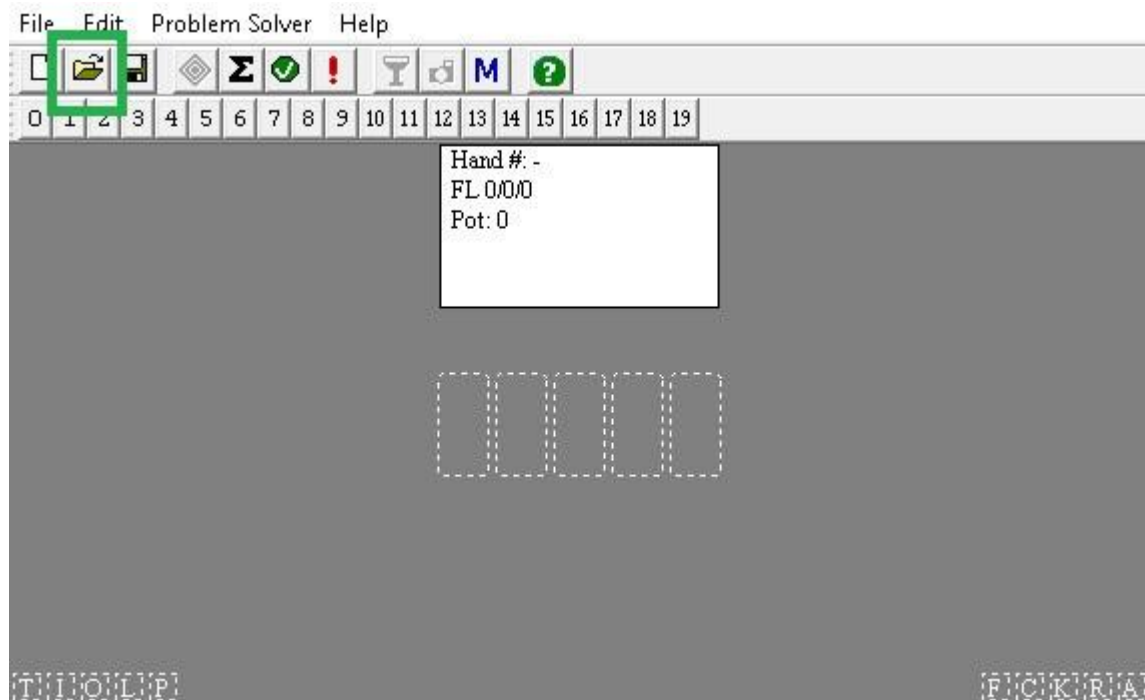 File Edit Problem Solver Help
Σ ! M ?
0 1 2 3 4 5 6 7 8 9 10 11 12 13 14 15 16 17 18 19
Hand #: -
FL 0/0/0
Pot: 0
T I O L P F C K R A